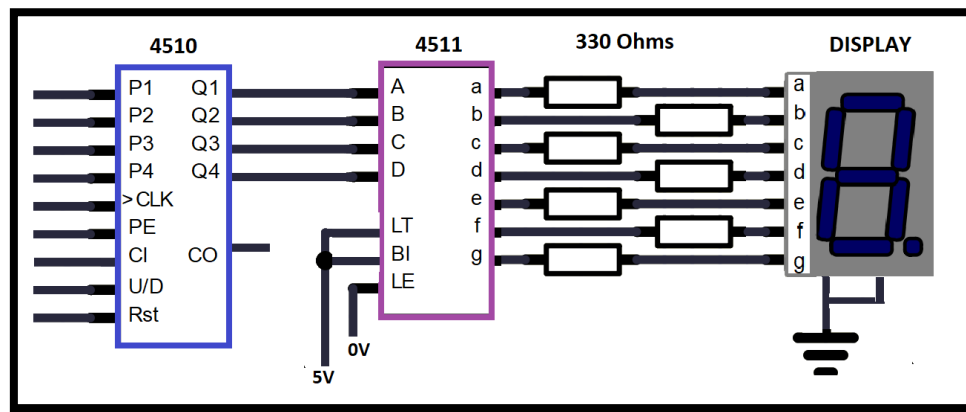 4510 4511 330 Ohms DISPLAY
P1 Q1 A a a
P2 Q2 B b b
P3 Q3 C c c
P4 Q4 D d d
>CLK e e
PE LT f f
CI CO BI g g
U/D LE
Rst
0V
5V